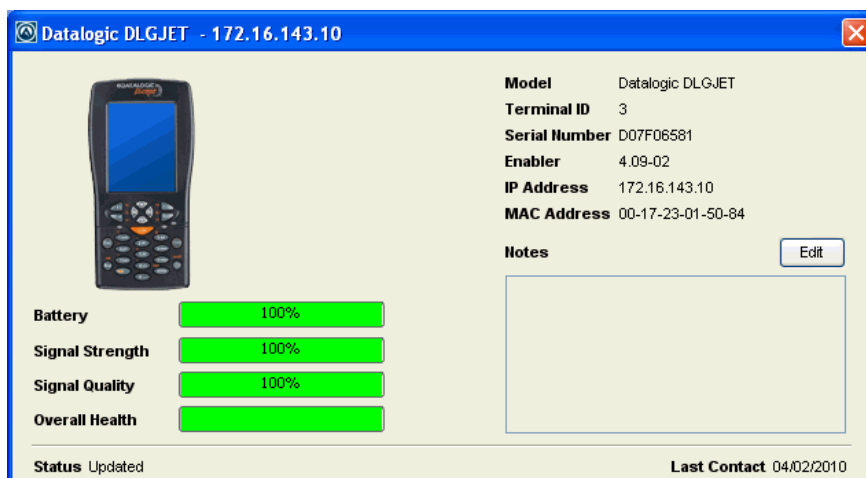 Datalogic DLGJET - 172.16.143.10
Model Datalogic DLGJET
Terminal ID 3
Serial Number D07F06581
Enabler 4.09-02
IP Address 172.16.143.10
MAC Address 00-17-23-01-50-84
Notes Edit
Battery 100%
Signal Strength 100%
Signal Quality 100%
Overall Health
Status Updated
Last Contact 04/02/2010